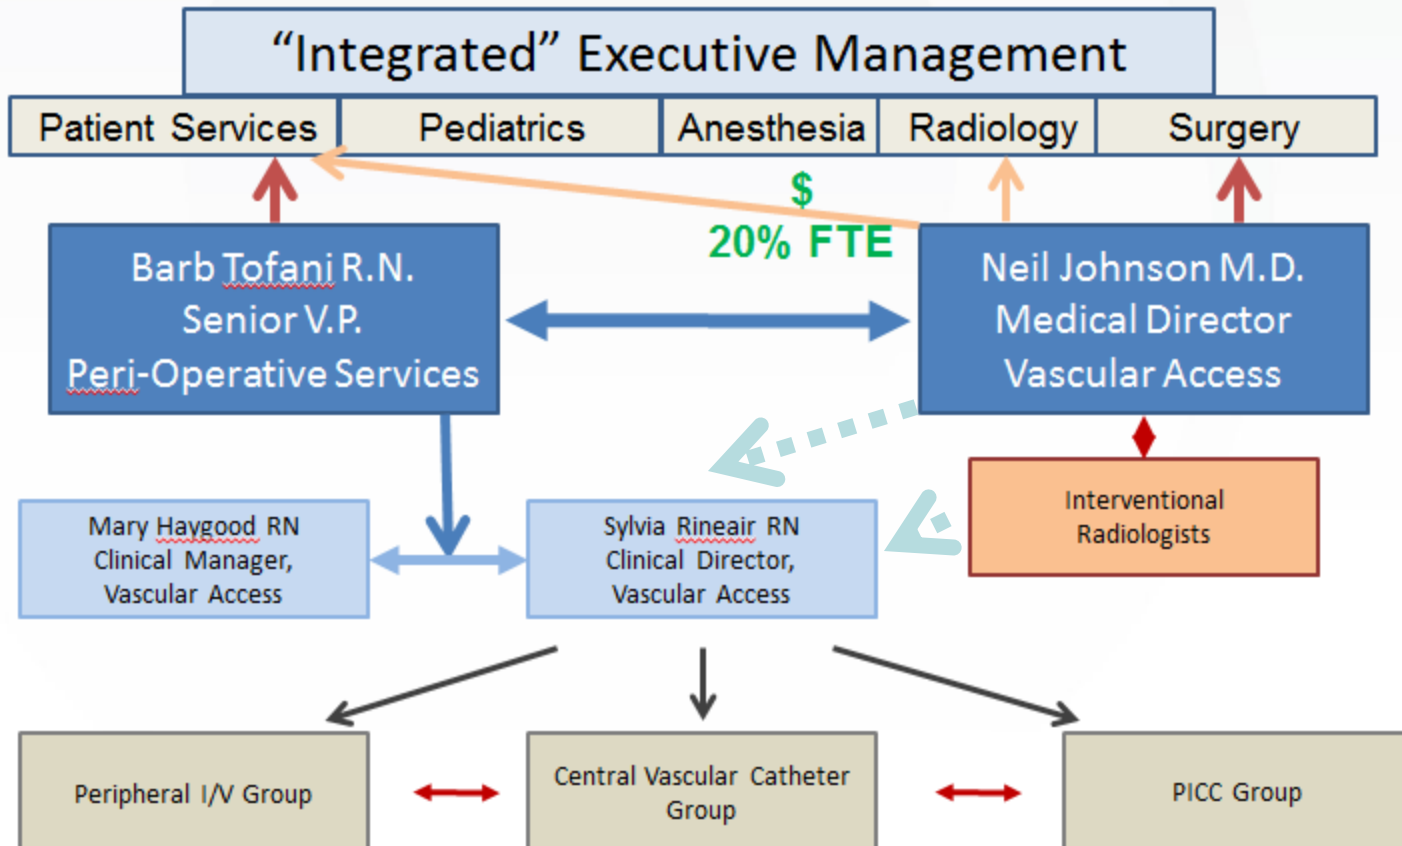 “Integrated” Executive Management
Patient Services
Pediatrics
Anesthesia
Radiology
Surgery
$
20% FTE
Barb Tofani R.N.
Senior V.P.
Peri-Operative Services
Neil Johnson M.D.
Medical Director
Vascular Access
Mary Haygood RN
Clinical Manager,
Vascular Access
Sylvia Rineair RN
Clinical Director,
Vascular Access
Interventional
Radiologists
Peripheral I/V Group
Central Vascular Catheter
Group
PICC Group